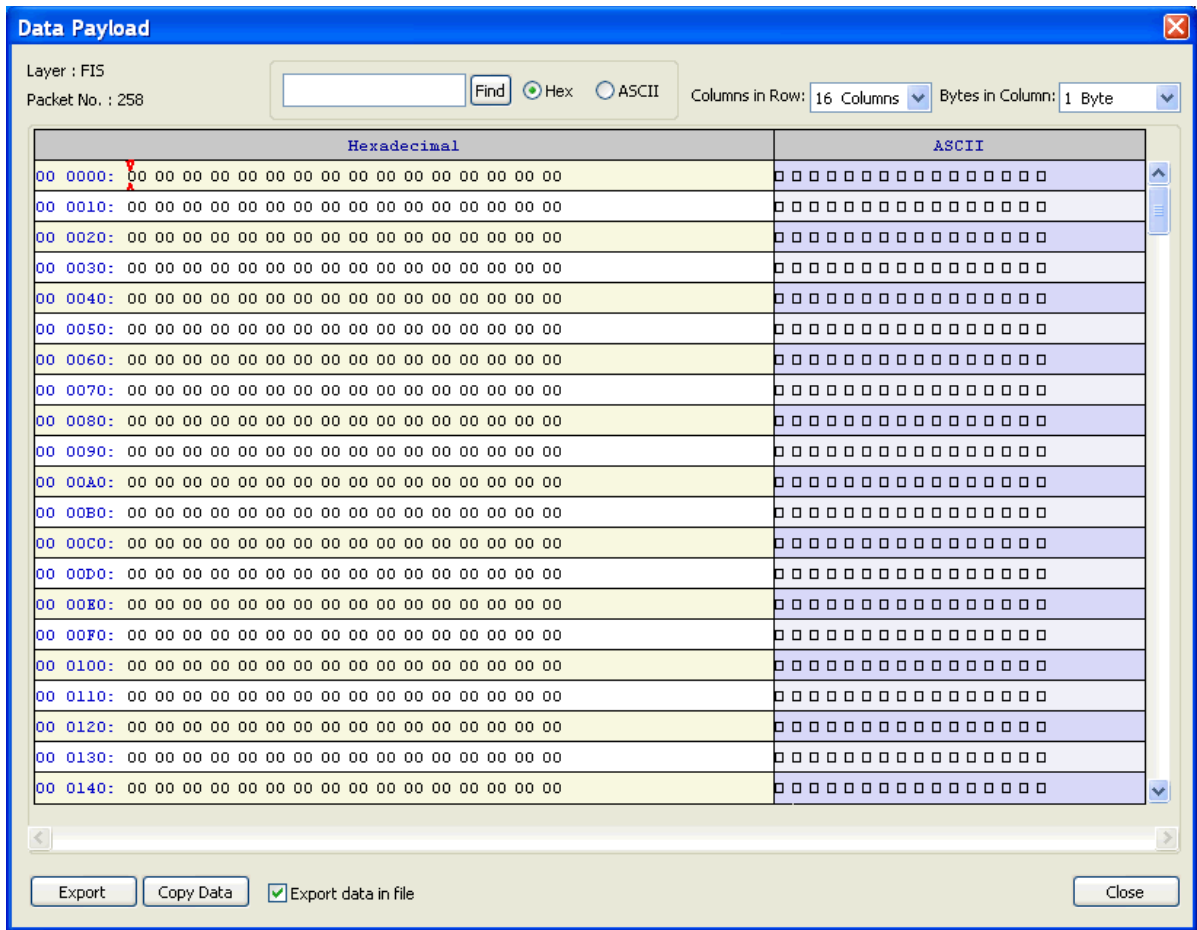 Data Payload
Layer : FIS
Packet No. : 258
Find Hex ASCII Columns in Row: 16 Columns Bytes in Column: 1 Byte
Hexadecimal ASCII
00 0000: 00 00 00 00 00 00 00 00 00 00 00 00 00 00 00 00
00 0010: 00 00 00 00 00 00 00 00 00 00 00 00 00 00 00 00
00 0020: 00 00 00 00 00 00 00 00 00 00 00 00 00 00 00 00
00 0030: 00 00 00 00 00 00 00 00 00 00 00 00 00 00 00 00
00 0040: 00 00 00 00 00 00 00 00 00 00 00 00 00 00 00 00
00 0050: 00 00 00 00 00 00 00 00 00 00 00 00 00 00 00 00
00 0060: 00 00 00 00 00 00 00 00 00 00 00 00 00 00 00 00
00 0070: 00 00 00 00 00 00 00 00 00 00 00 00 00 00 00 00
00 0080: 00 00 00 00 00 00 00 00 00 00 00 00 00 00 00 00
00 0090: 00 00 00 00 00 00 00 00 00 00 00 00 00 00 00 00
00 00A0: 00 00 00 00 00 00 00 00 00 00 00 00 00 00 00 00
00 00B0: 00 00 00 00 00 00 00 00 00 00 00 00 00 00 00 00
00 00C0: 00 00 00 00 00 00 00 00 00 00 00 00 00 00 00 00
00 00D0: 00 00 00 00 00 00 00 00 00 00 00 00 00 00 00 00
00 00E0: 00 00 00 00 00 00 00 00 00 00 00 00 00 00 00 00
00 00F0: 00 00 00 00 00 00 00 00 00 00 00 00 00 00 00 00
00 0100: 00 00 00 00 00 00 00 00 00 00 00 00 00 00 00 00
00 0110: 00 00 00 00 00 00 00 00 00 00 00 00 00 00 00 00
00 0120: 00 00 00 00 00 00 00 00 00 00 00 00 00 00 00 00
00 0130: 00 00 00 00 00 00 00 00 00 00 00 00 00 00 00 00
00 0140: 00 00 00 00 00 00 00 00 00 00 00 00 00 00 00 00
Export Copy Data Export data in file Close